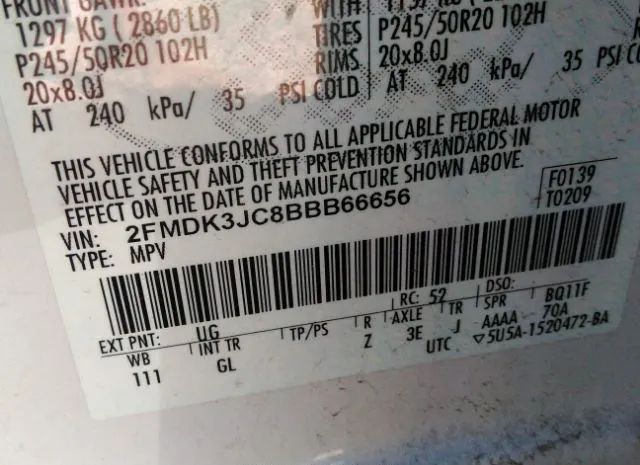 FRONT GAWR:
1297 KG ( 2860 LB) WITH
P245/50R20 102H TIRES P245/50R20 102H
20x8.0J RIMS 20x8.0J
AT 240 kPa/ 35 PSI COLD AT 240 kPa/ 35 PSI
THIS VEHICLE CONFORMS TO ALL APPLICABLE FEDERAL MOTOR
VEHICLE SAFETY AND THEFT PREVENTION STANDARDS IN
EFFECT ON THE DATE OF MANUFACTURE SHOWN ABOVE.
F0139
T0209
VIN: 2FMDK3JC8BBB66656
TYPE: MPV
EXT PNT: UG RC: 52 DSO:
WB INT TR TP/PS R AXLE TR SPR BQ11F
111 GL Z 3E J AAAA 70A
UTC ▽5U5A-1520472-BA